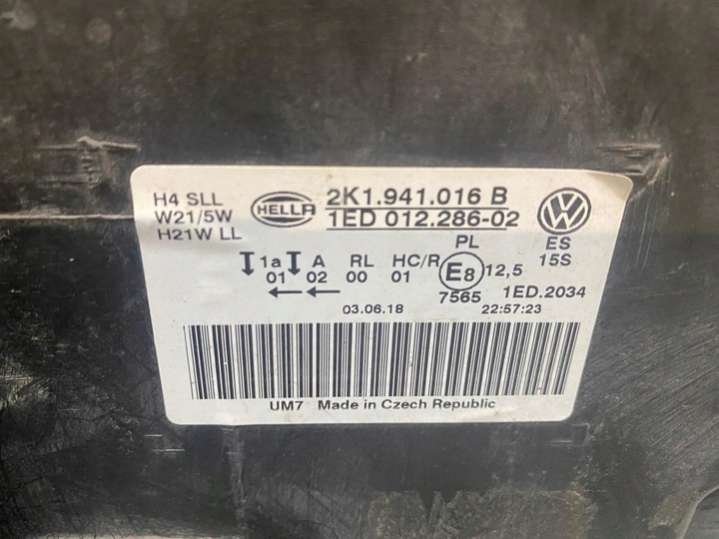 H4 SLL
W21/5W
H21W LL
HELLA
2K1.941.016 B
1ED 012.286-02
PL
ES
15S
1a A RL HC/R E8 12,5
01 02 00 01
7565 1ED.2034
03.06.18 22:57:23
UM7 Made in Czech Republic